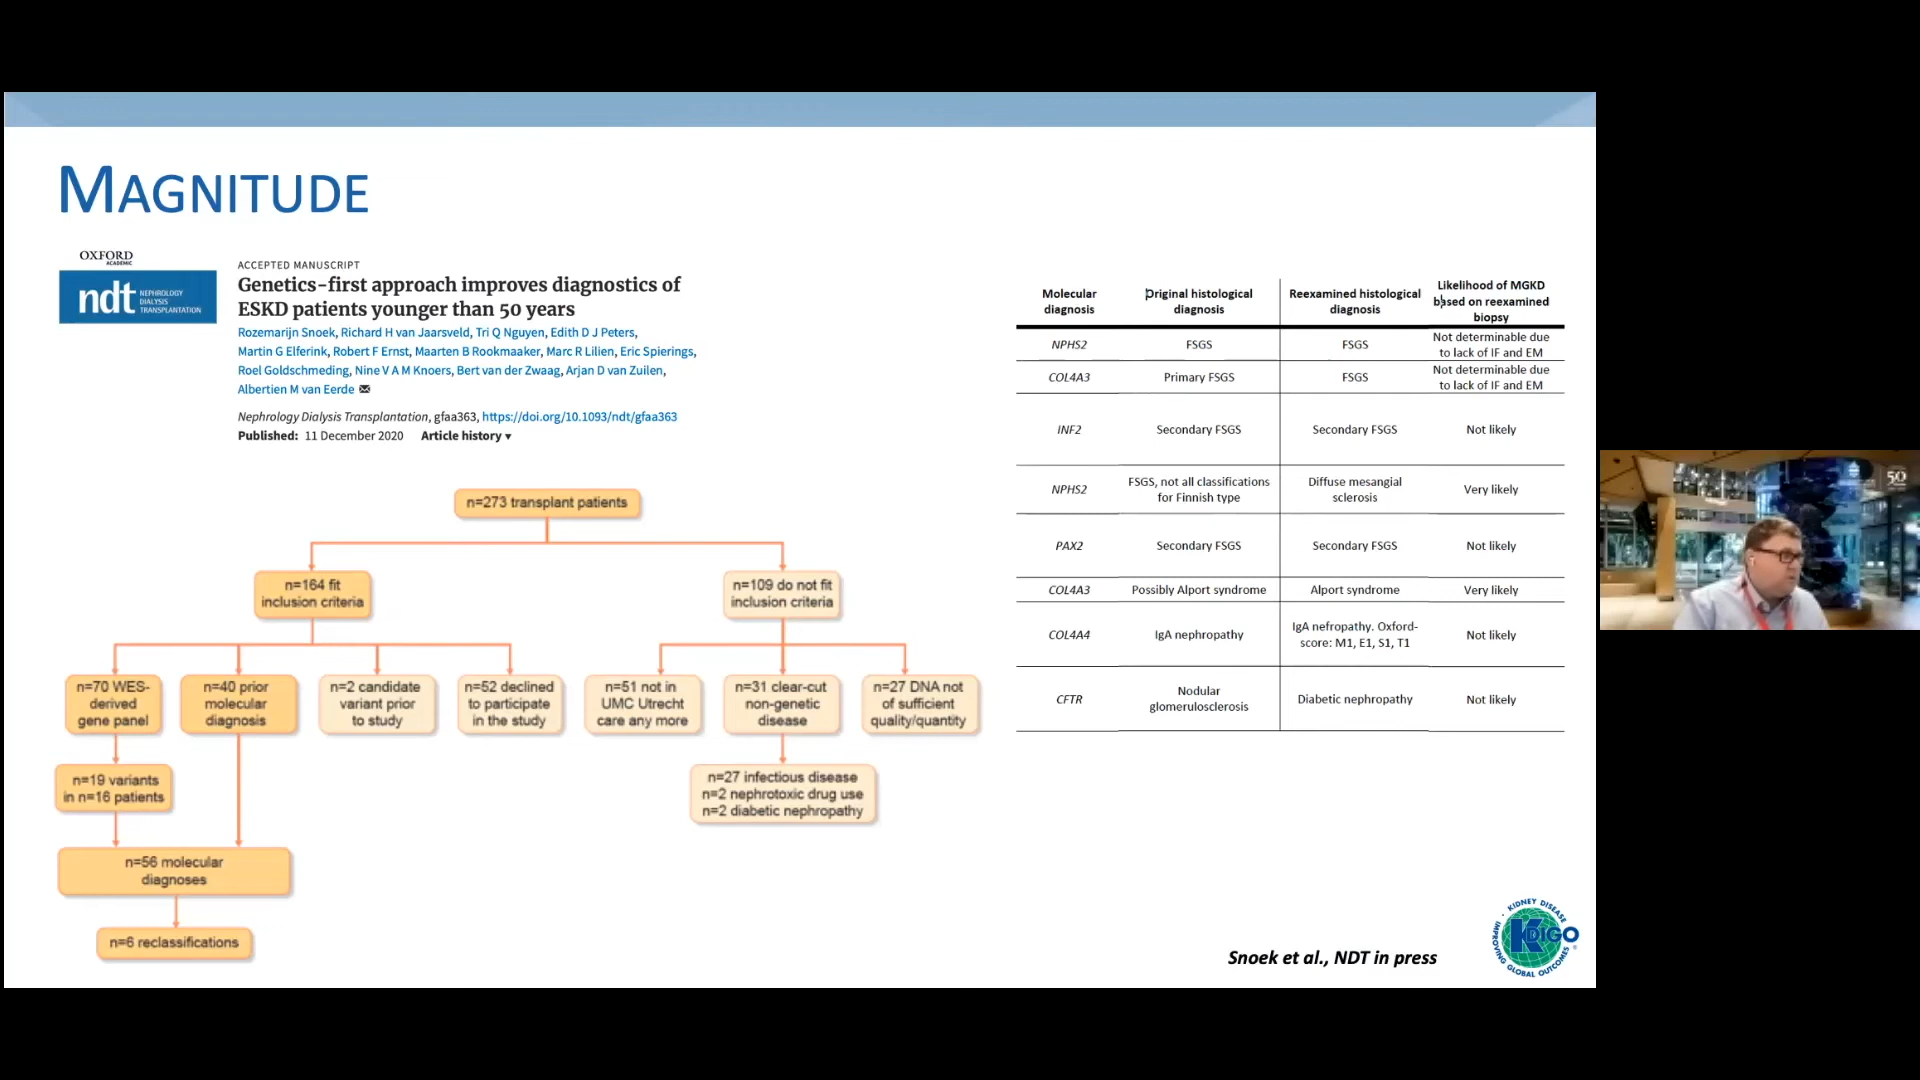 MAGNITUDE
OXFORD
ACADEMIC
ndt
NEPHROLOGY
DIALYSIS
TRANSPLANTATION
ACCEPTED MANUSCRIPT
Genetics-first approach improves diagnostics of
ESKD patients younger than 50 years
Rozemarijn Snoek, Richard H van Jaarsveld, Tri Q Nguyen, Edith D J Peters,
Martin G Elferink, Robert F Ernst, Maarten B Rookmaaker, Marc R Lilien, Eric Spierings,
Roel Goldschmeding, Nine V A M Knoers, Bert van der Zwaag, Arjan D van Zuilen,
Albertien M van Eerde
Nephrology Dialysis Transplantation, gfaa363, https://doi.org/10.1093/ndt/gfaa363
Published: 11 December 2020 Article history ▾
n=273 transplant patients
n=164 fit
inclusion criteria
n=109 do not fit
inclusion criteria
n=70 WES-
derived
gene panel
n=40 prior
molecular
diagnosis
n=2 candidate
variant prior
to study
n=52 declined
to participate
in the study
n=51 not in
UMC Utrecht
care any more
n=31 clear-cut
non-genetic
disease
n=27 DNA not
of sufficient
quality/quantity
n=19 variants
in n=16 patients
n=27 infectious disease
n=2 nephrotoxic drug use
n=2 diabetic nephropathy
n=56 molecular
diagnoses
n=6 reclassifications
Molecular
diagnosis
Original histological
diagnosis
Reexamined histological
diagnosis
Likelihood of MGKD
based on reexamined
biopsy
NPHS2
FSGS
FSGS
Not determinable due
to lack of IF and EM
COL4A3
Primary FSGS
FSGS
Not determinable due
to lack of IF and EM
INF2
Secondary FSGS
Secondary FSGS
Not likely
NPHS2
FSGS, not all classifications
for Finnish type
Diffuse mesangial
sclerosis
Very likely
PAX2
Secondary FSGS
Secondary FSGS
Not likely
COL4A3
Possibly Alport syndrome
Alport syndrome
Very likely
COL4A4
IgA nephropathy
IgA nefropathy. Oxford-
score: M1, E1, S1, T1
Not likely
CFTR
Nodular
glomerulosclerosis
Diabetic nephropathy
Not likely
Snoek et al., NDT in press
KIDNEY DISEASE
KDIGO
IMPROVING GLOBAL OUTCOMES
50